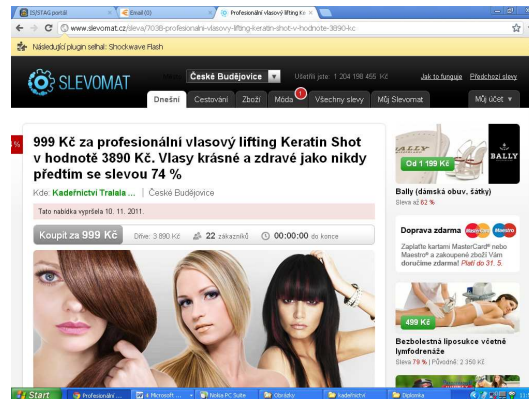 IS/STAG portál
Email (0)
Profesionální vlasový lifting Ke
www.slevomat.cz/sleva/7038-profesionalni-vlasovy-lifting-keratin-shot-v-hodnote-3890-kc
Následující plugin selhal: Shockwave Flash
SLEVOMAT
České Budějovice
Ušetřili jste: 1 204 198 455 Kč
Jak to funguje
Předchozí slevy
1
Dnešní
Cestování
Zboží
Móda
Všechny slevy
Můj Slevomat
Můj účet
%
999 Kč za profesionální vlasový lifting Keratin Shot
v hodnotě 3890 Kč. Vlasy krásné a zdravé jako nikdy
předtím se slevou 74 %
Kde: Kadeřnictví Tralala ... | České Budějovice
Tato nabídka vypršela 10. 11. 2011.
Koupit za 999 Kč
Dříve: 3 890 Kč
22 zákazníků
00:00:00 do konce
BALLY
BALLY
Od 1 199 Kč
Bally (dámská obuv, šátky)
Sleva až 62 %
Doprava zdarma
MasterCard
Maestro
Zaplaťte kartami MasterCard® nebo
Maestro® a zakoupené zboží Vám
doručíme zdarma! Platí do 31. 5.
499 Kč
Bezbolestná liposukce včetně
lymfodrenáže
Sleva 79 % | Původně: 2 350 Kč
Start
Profesionální ...
4 Microsoft ...
Nokia PC Suite
Obrázky
kadeřnictví
Diplomka